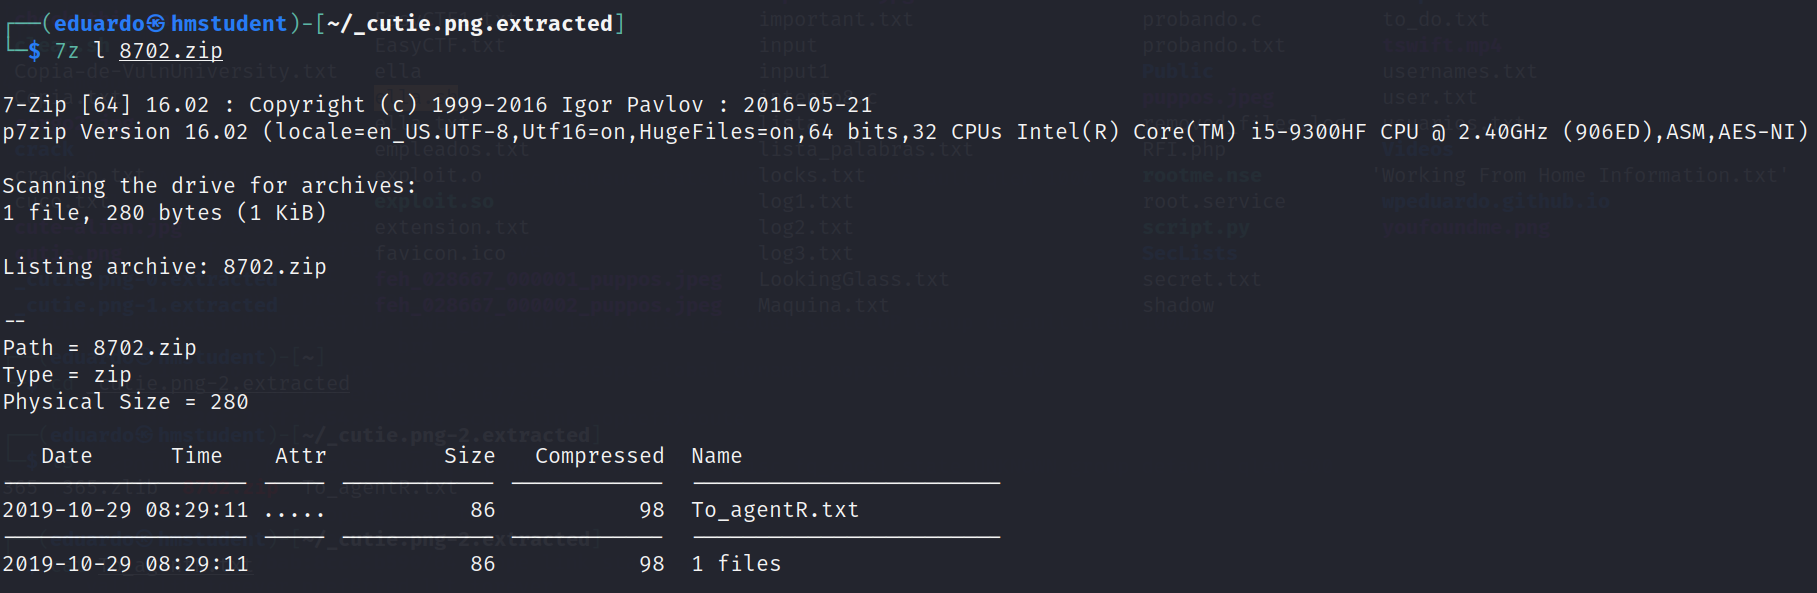 ┌──(eduardo㉿hmstudent)-[~/_cutie.png.extracted]
└─$ 7z l 8702.zip
7-Zip [64] 16.02 : Copyright (c) 1999-2016 Igor Pavlov : 2016-05-21
p7zip Version 16.02 (locale=en_US.UTF-8,Utf16=on,HugeFiles=on,64 bits,32 CPUs Intel(R) Core(TM) i5-9300HF CPU @ 2.40GHz (906ED),ASM,AES-NI)
Scanning the drive for archives:
1 file, 280 bytes (1 KiB)
Listing archive: 8702.zip
--
Path = 8702.zip
Type = zip
Physical Size = 280
Date Time Attr Size Compressed Name
------------------- ----- ------------ ------------ ------------------------
2019-10-29 08:29:11 ..... 86 98 To_agentR.txt
------------------- ----- ------------ ------------ ------------------------
2019-10-29 08:29:11 86 98 1 files